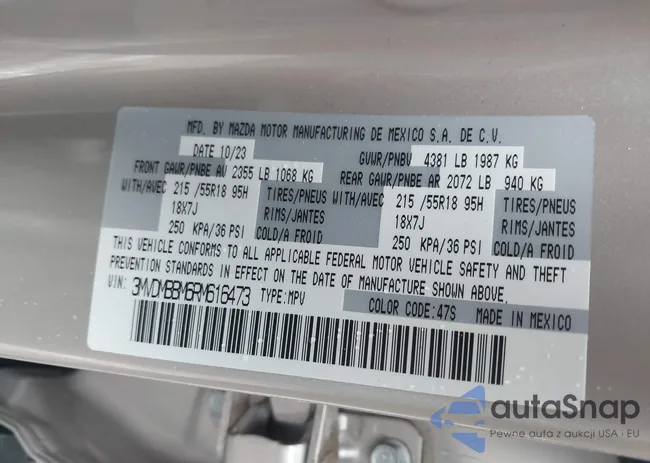 MFD. BY MAZDA MOTOR MANUFACTURING DE MEXICO S.A. DE C.V.
DATE 10/23 GVWR/PNBV 4381 LB 1987 KG
FRONT GAWR/PNBE AV 2355 LB 1068 KG REAR GAWR/PNBE AR 2072 LB 940 KG
WITH/AVEC 215 /55R18 95H TIRES/PNEUS WITH/AVEC 215 /55R18 95H TIRES/PNEUS
18X7J RIMS/JANTES 18X7J RIMS/JANTES
250 KPA/36 PSI COLD/A FROID 250 KPA/36 PSI COLD/A FROID
THIS VEHICLE CONFORMS TO ALL APPLICABLE FEDERAL MOTOR VEHICLE SAFETY AND THEFT
PREVENTION STANDARDS IN EFFECT ON THE DATE OF MANUFACTURE SHOWN ABOVE.
VIN: 3MVDMBBM6RM616473 TYPE:MPV COLOR CODE:47S MADE IN MEXICO
autaSnap
Pewne auta z aukcji USA i EU